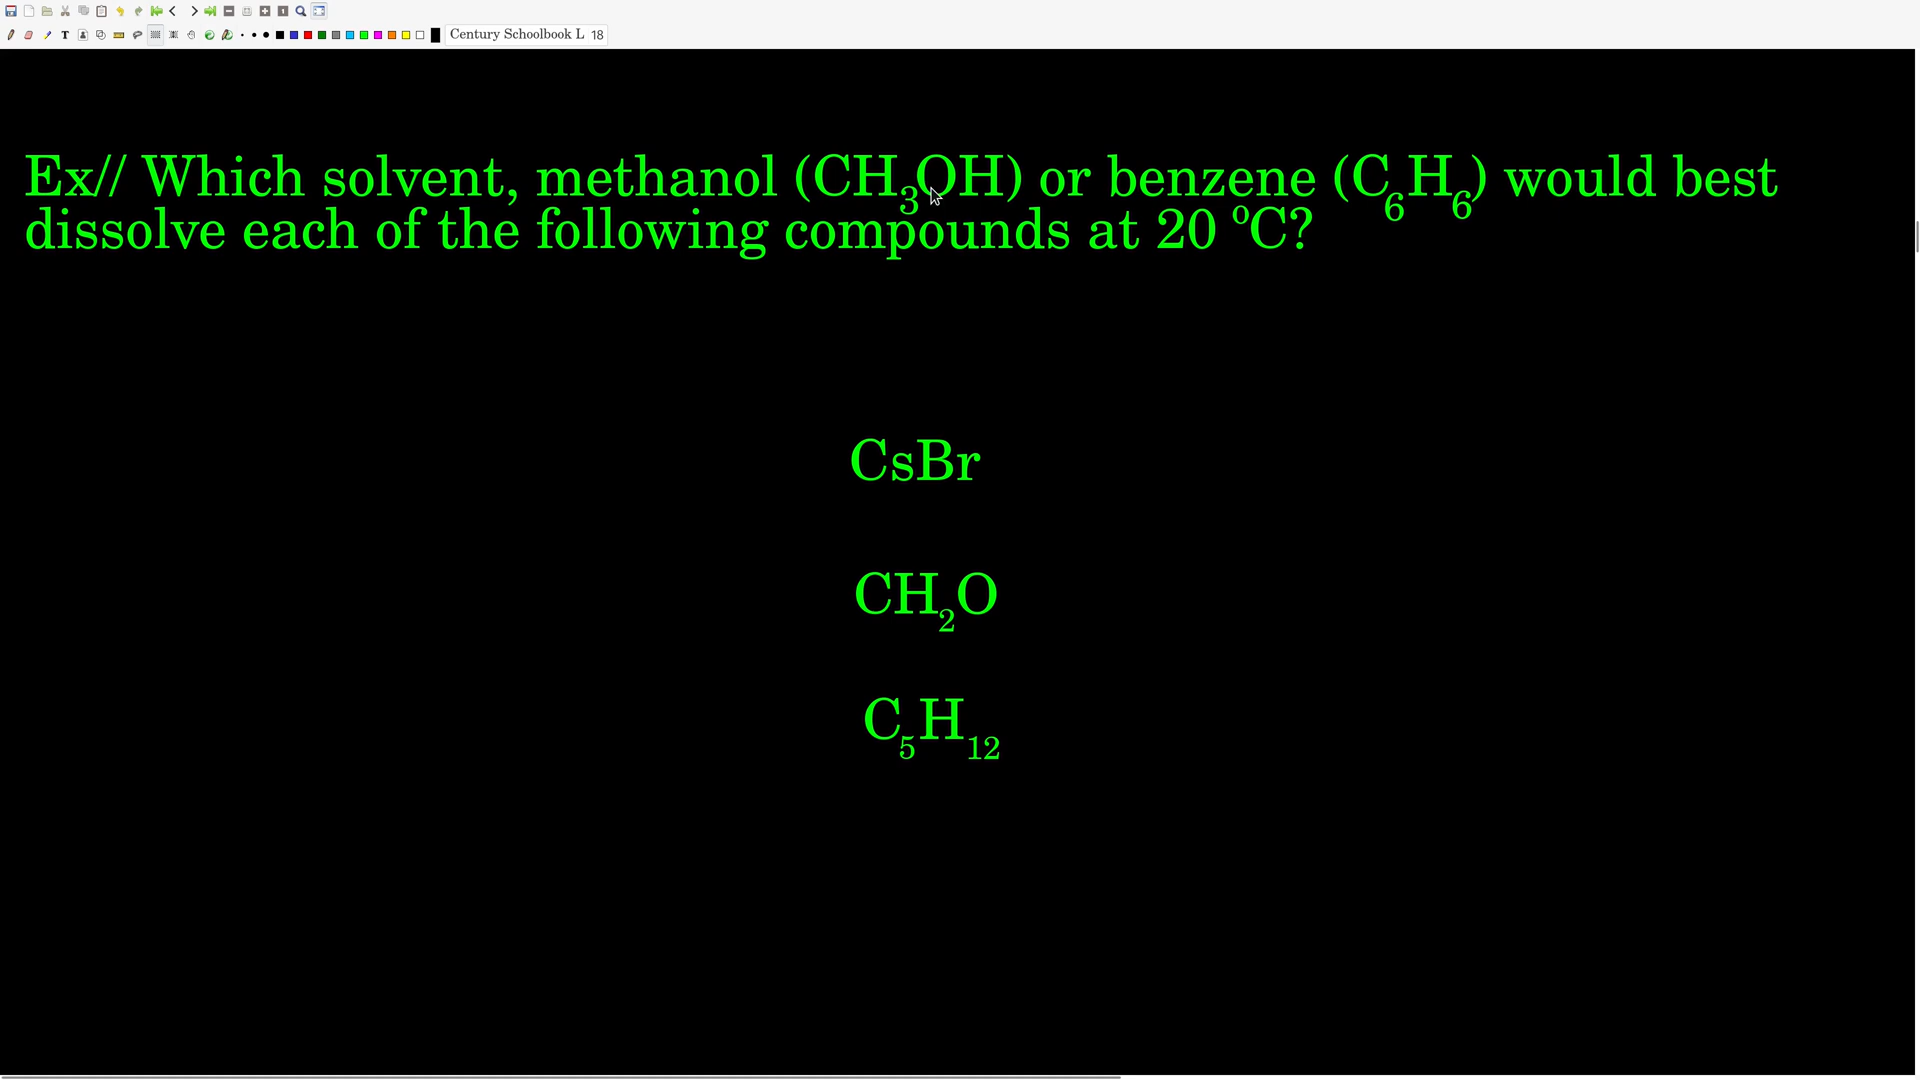 T
Century Schoolbook L 18
Ex// Which solvent, methanol (CH₃OH) or benzene (C₆H₆) would best
dissolve each of the following compounds at 20 ºC?
CsBr
CH₂O
C₅H₁₂